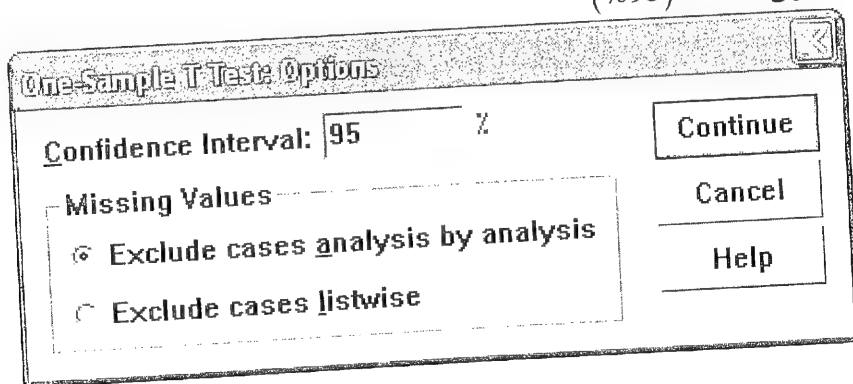 One-Sample T Test: Options
Confidence Interval: 95 %
Continue
Missing Values
Cancel
Exclude cases analysis by analysis
Help
Exclude cases listwise